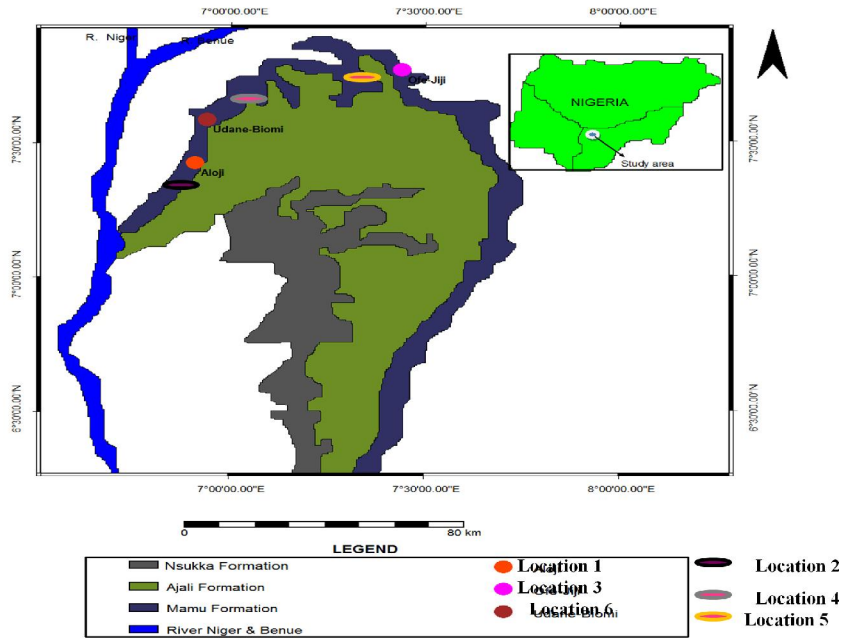 7°00'00.00"E 7°30'00.00"E 8°00'00.00"E
R. Niger
R. Benue
Ofe-Jiji
NIGERIA
Study area
Udane-Biomi
Aloji
7°30'00.00"N 7°30'00.00"N
7°00'00.00"N 7°00'00.00"N
6°30'00.00"N 6°30'00.00"N
7°00'00.00"E 7°30'00.00"E 8°00'00.00"E
0 80 km
LEGEND
Nsukka Formation
Ajali Formation
Mamu Formation
River Niger & Benue
Location 1
Location 3
Location 6
Udane-Biomi
Location 2
Location 4
Location 5